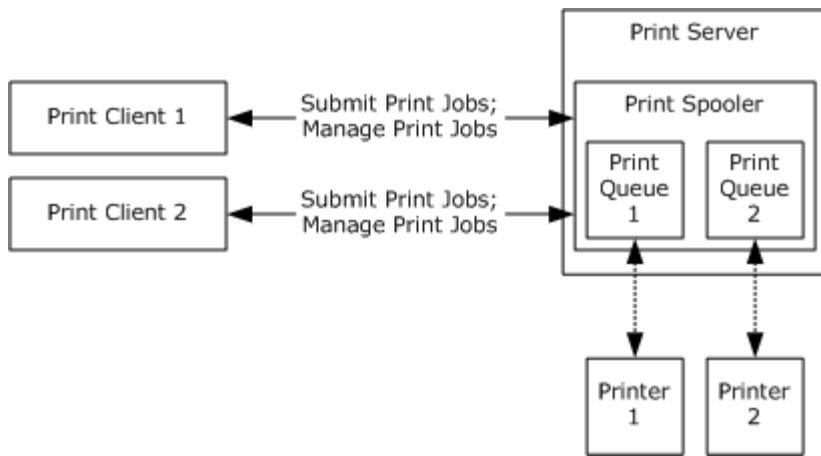 Print Server
Print Spooler
Print Client 1
Submit Print Jobs;
Manage Print Jobs
Print
Queue
1
Print
Queue
2
Print Client 2
Submit Print Jobs;
Manage Print Jobs
Printer
1
Printer
2